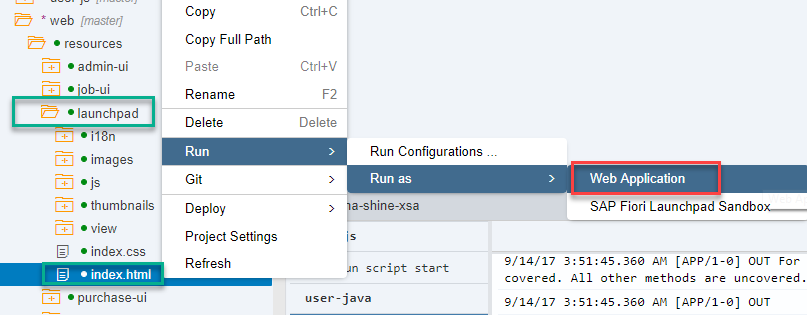 user-js [master]
* web [master]
resources
admin-ui
job-ui
launchpad
i18n
images
js
thumbnails
view
index.css
index.html
purchase-ui
Copy Ctrl+C
Copy Full Path
Paste Ctrl+V
Rename F2
Delete Delete
Run >
Git >
Deploy >
Project Settings
Refresh
Run Configurations ...
Run as >
Web Application
SAP Fiori Launchpad Sandbox
na-shine-xsa
js
un script start
user-java
9/14/17 3:51:45.360 AM [APP/1-0] OUT For
covered. All other methods are uncovered.
9/14/17 3:51:45.360 AM [APP/1-0] OUT